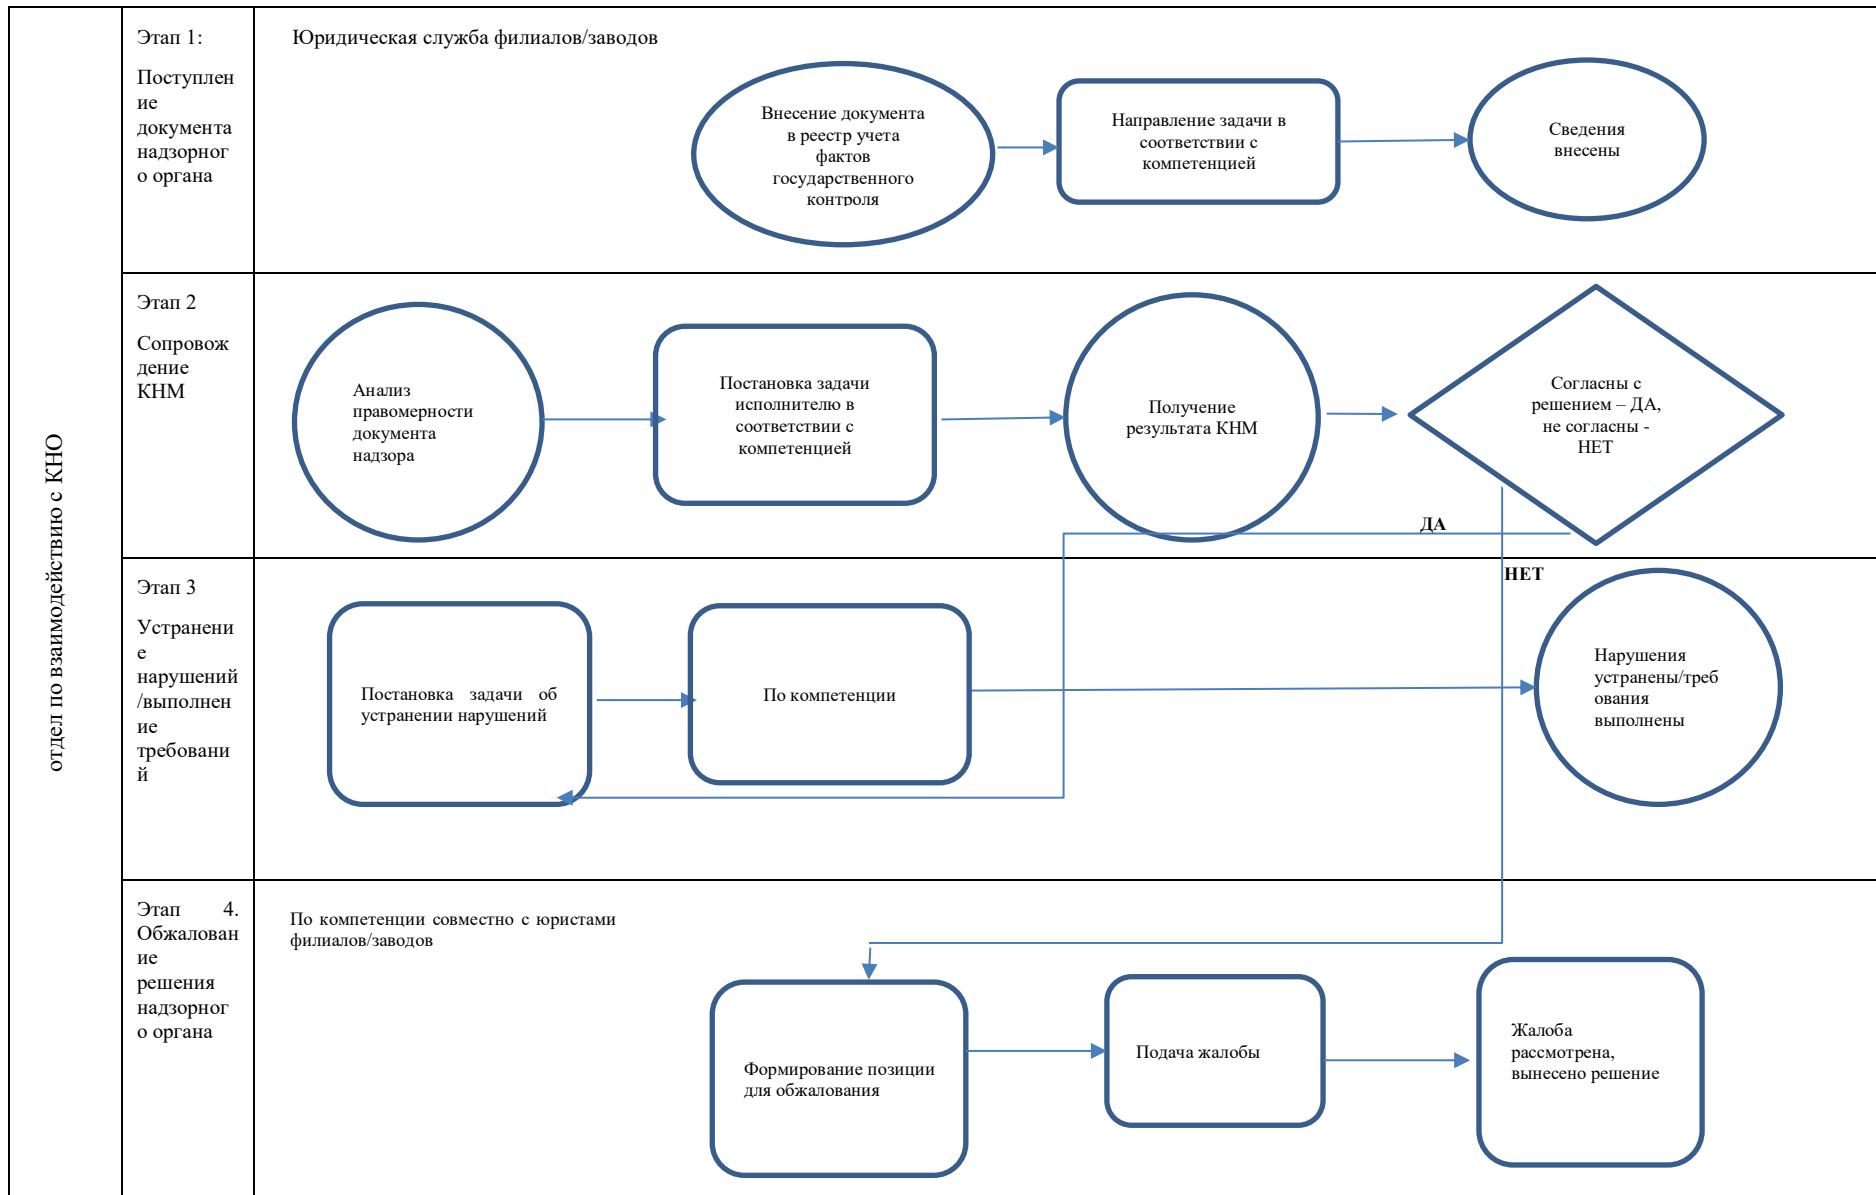 отдел по взаимодействию с КНО
Этап 1:
Поступлен
ие
документа
надзорног
о органа
Юридическая служба филиалов/заводов
Внесение документа
в реестр учета
фактов
государственного
контроля
Направление задачи в
соответствии с
компетенцией
Сведения
внесены
Этап 2
Сопровож
дение
КНМ
Анализ
правомерности
документа
надзора
Постановка задачи
исполнителю в
соответствии с
компетенцией
Получение
результата КНМ
Согласны с
решением – ДА,
не согласны -
НЕТ
ДА
НЕТ
Этап 3
Устранени
е
нарушений
/выполнен
ие
требовани
й
Постановка задачи об
устранении нарушений
По компетенции
Нарушения
устранены/треб
ования
выполнены
Этап 4.
Обжалован
ие
решения
надзорног
о органа
По компетенции совместно с юристами
филиалов/заводов
Формирование позиции
для обжалования
Подача жалобы
Жалоба
рассмотрена,
вынесено решение